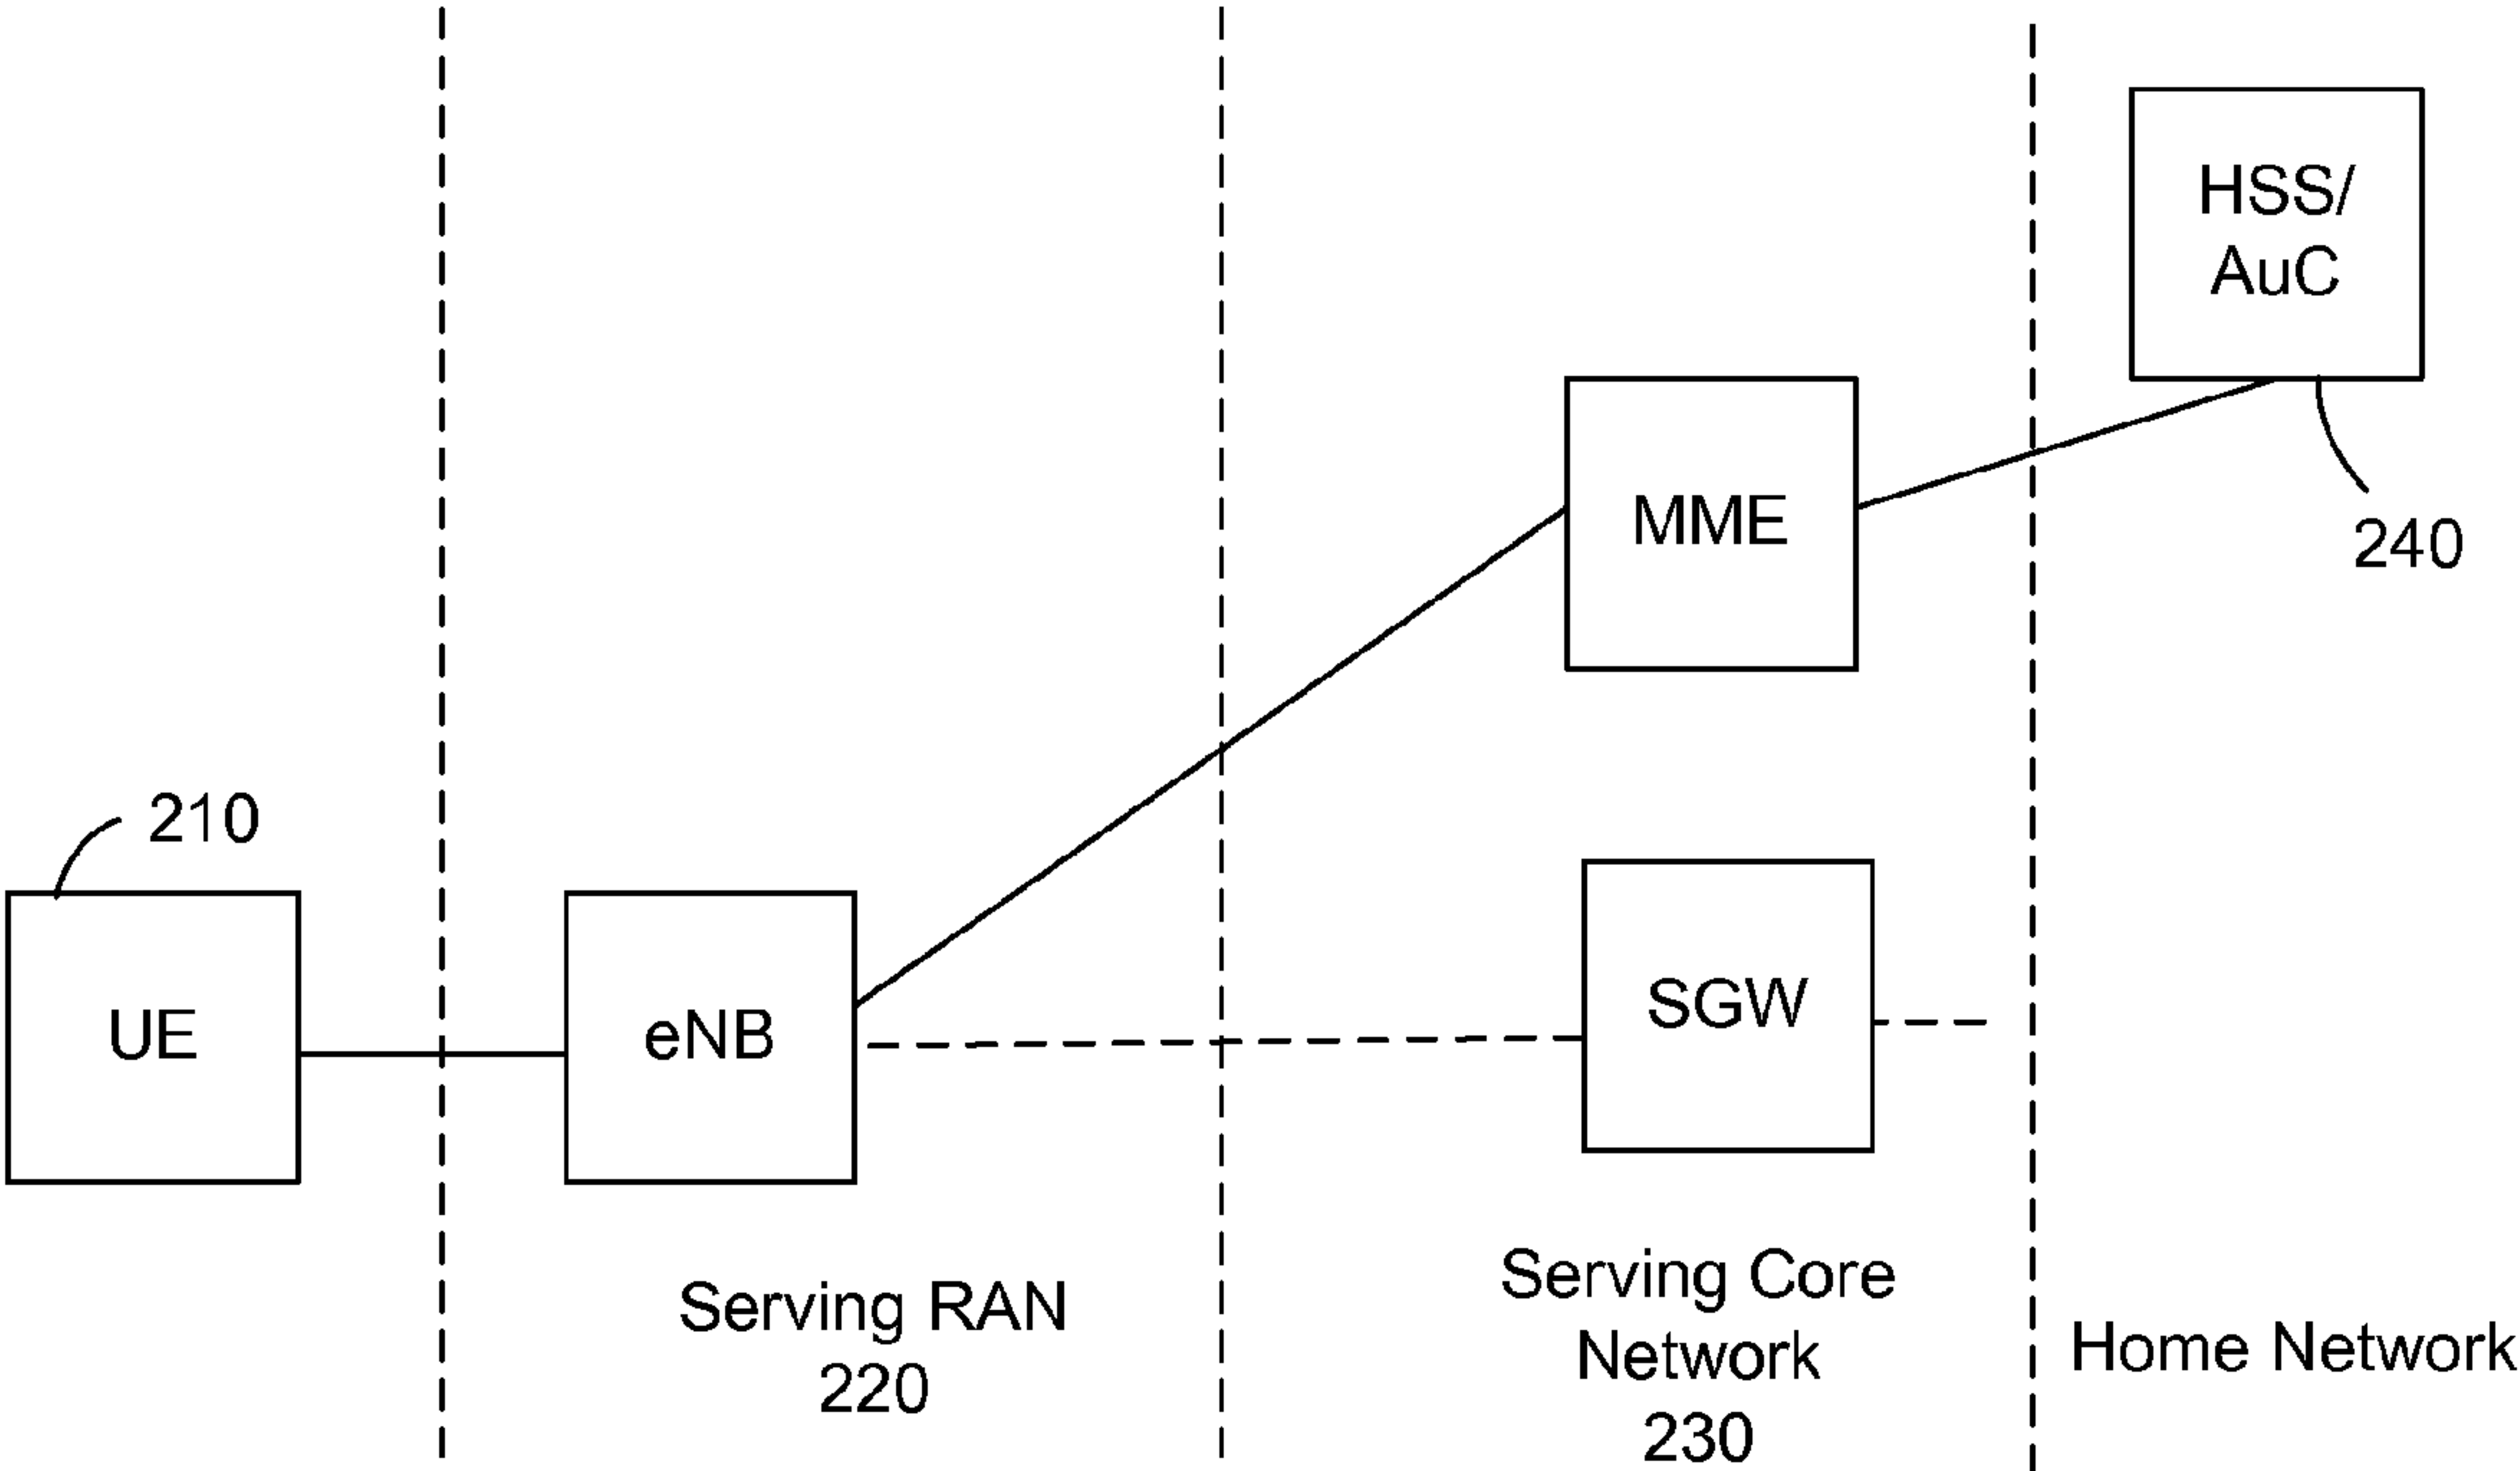 HSS/
AuC
240
MME
210
UE
eNB
SGW
Serving RAN
220
Serving Core
Network
230
Home Network